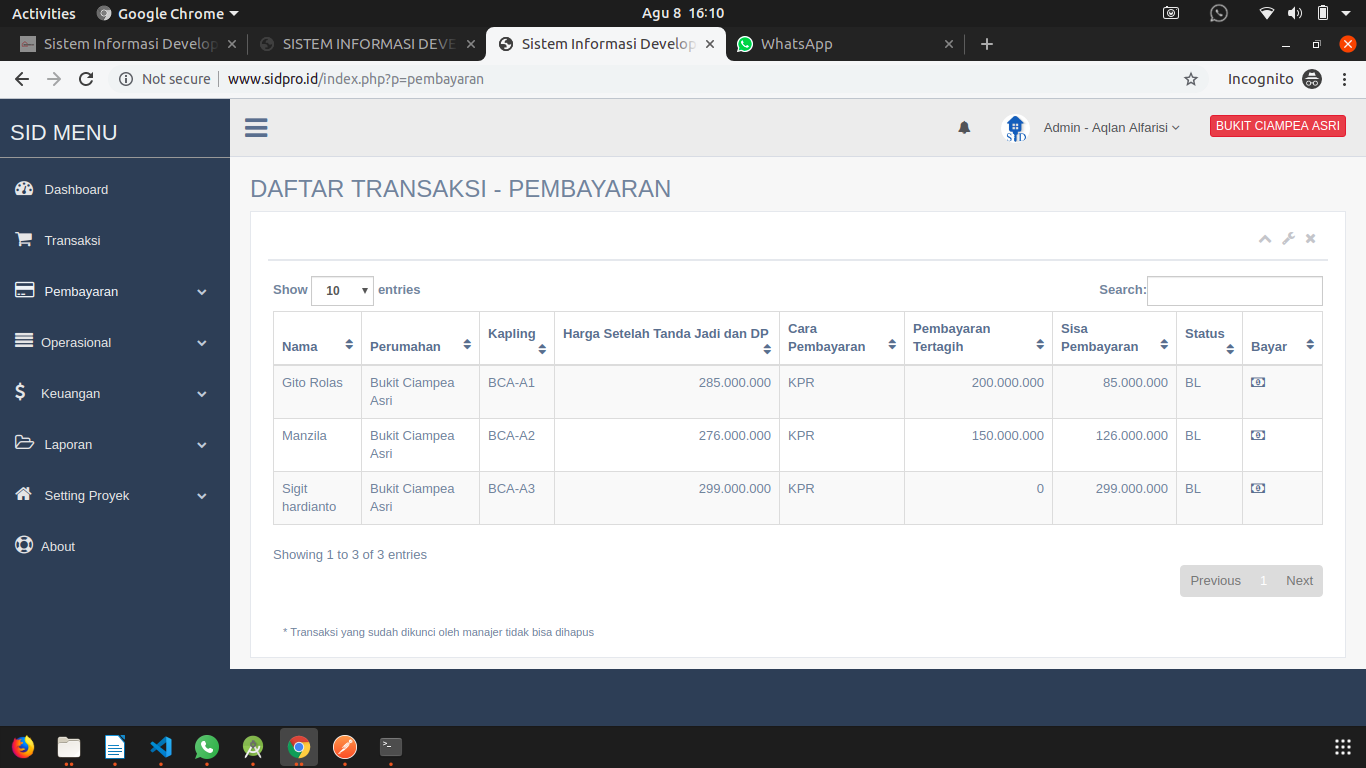 Activities Google Chrome Agu 8 16:10
Sistem Informasi Develop SISTEM INFORMASI DEVE Sistem Informasi Develop WhatsApp
Not secure www.sidpro.id/index.php?p=pembayaran Incognito
SID MENU
Dashboard
Transaksi
Pembayaran
Operasional
Keuangan
Laporan
Setting Proyek
About
SID Admin - Aqlan Alfarisi BUKIT CIAMPEA ASRI
DAFTAR TRANSAKSI - PEMBAYARAN
Show 10 entries Search:
Nama Perumahan Kapling Harga Setelah Tanda Jadi dan DP Cara Pembayaran Pembayaran Tertagih Sisa Pembayaran Status Bayar
Gito Rolas Bukit Ciampea Asri BCA-A1 285.000.000 KPR 200.000.000 85.000.000 BL
Manzila Bukit Ciampea Asri BCA-A2 276.000.000 KPR 150.000.000 126.000.000 BL
Sigit hardianto Bukit Ciampea Asri BCA-A3 299.000.000 KPR 0 299.000.000 BL
Showing 1 to 3 of 3 entries
Previous 1 Next
* Transaksi yang sudah dikunci oleh manajer tidak bisa dihapus